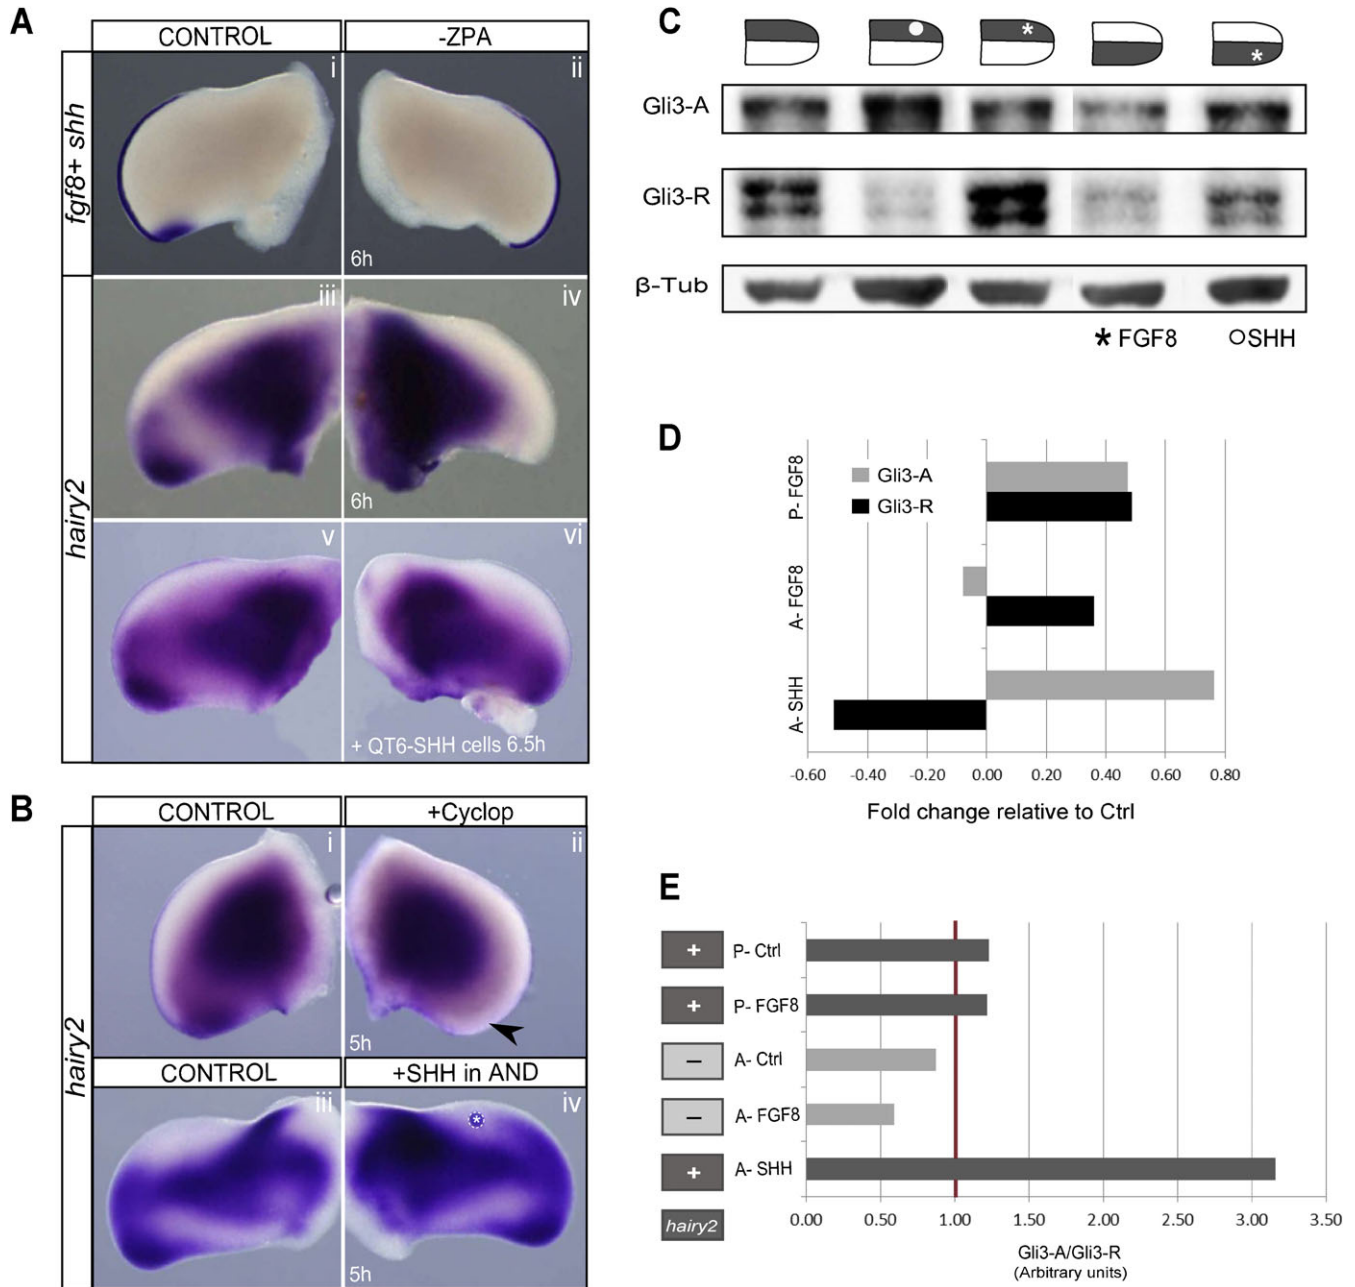 A
CONTROL
-ZPA
fgf8+ shh
i
ii
6h
hairy2
iii
iv
6h
v
vi
+ QT6-SHH cells 6.5h
B
CONTROL
+Cyclop
hairy2
i
ii
5h
CONTROL
+SHH in AND
iii
iv
*
5h
C
* *
Gli3-A
Gli3-R
β-Tub
* FGF8 OSHH
D
P- FGF8
A- FGF8
A- SHH
Gli3-A
Gli3-R
-0.60 -0.40 -0.20 0.00 0.20 0.40 0.60 0.80
Fold change relative to Ctrl
E
+ P- Ctrl
+ P- FGF8
− A- Ctrl
− A- FGF8
+ A- SHH
hairy2
0.00 0.50 1.00 1.50 2.00 2.50 3.00 3.50
Gli3-A/Gli3-R
(Arbitrary units)